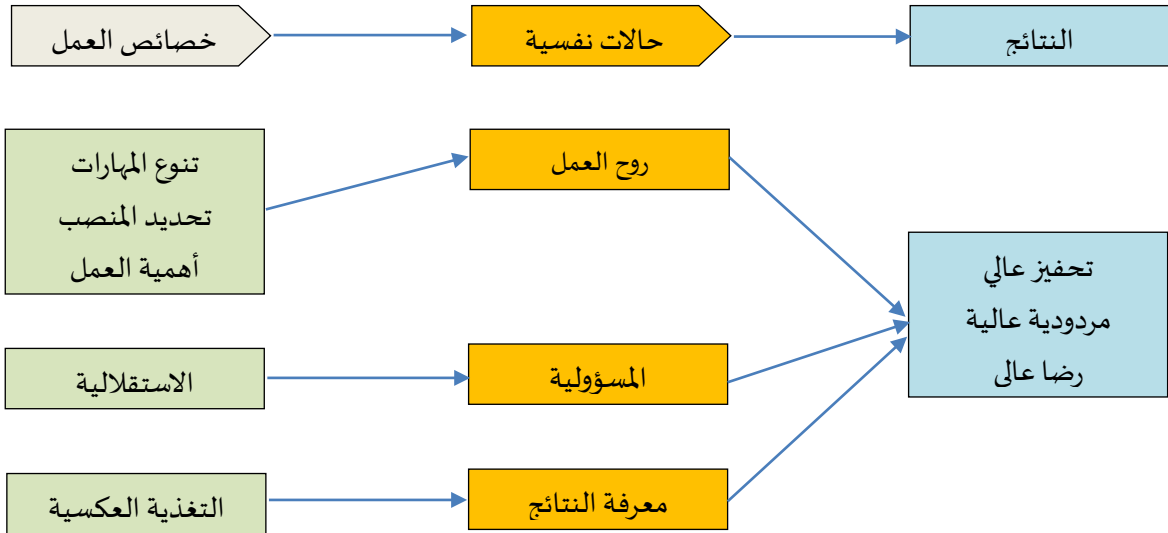 خصائص العمل
حالات نفسية
النتائج
تنوع المهارات
تحديد المنصب
أهمية العمل
روح العمل
تحفيز عالي
مردودية عالية
رضا عالى
الاستقلالية
المسؤولية
التغذية العكسية
معرفة النتائج